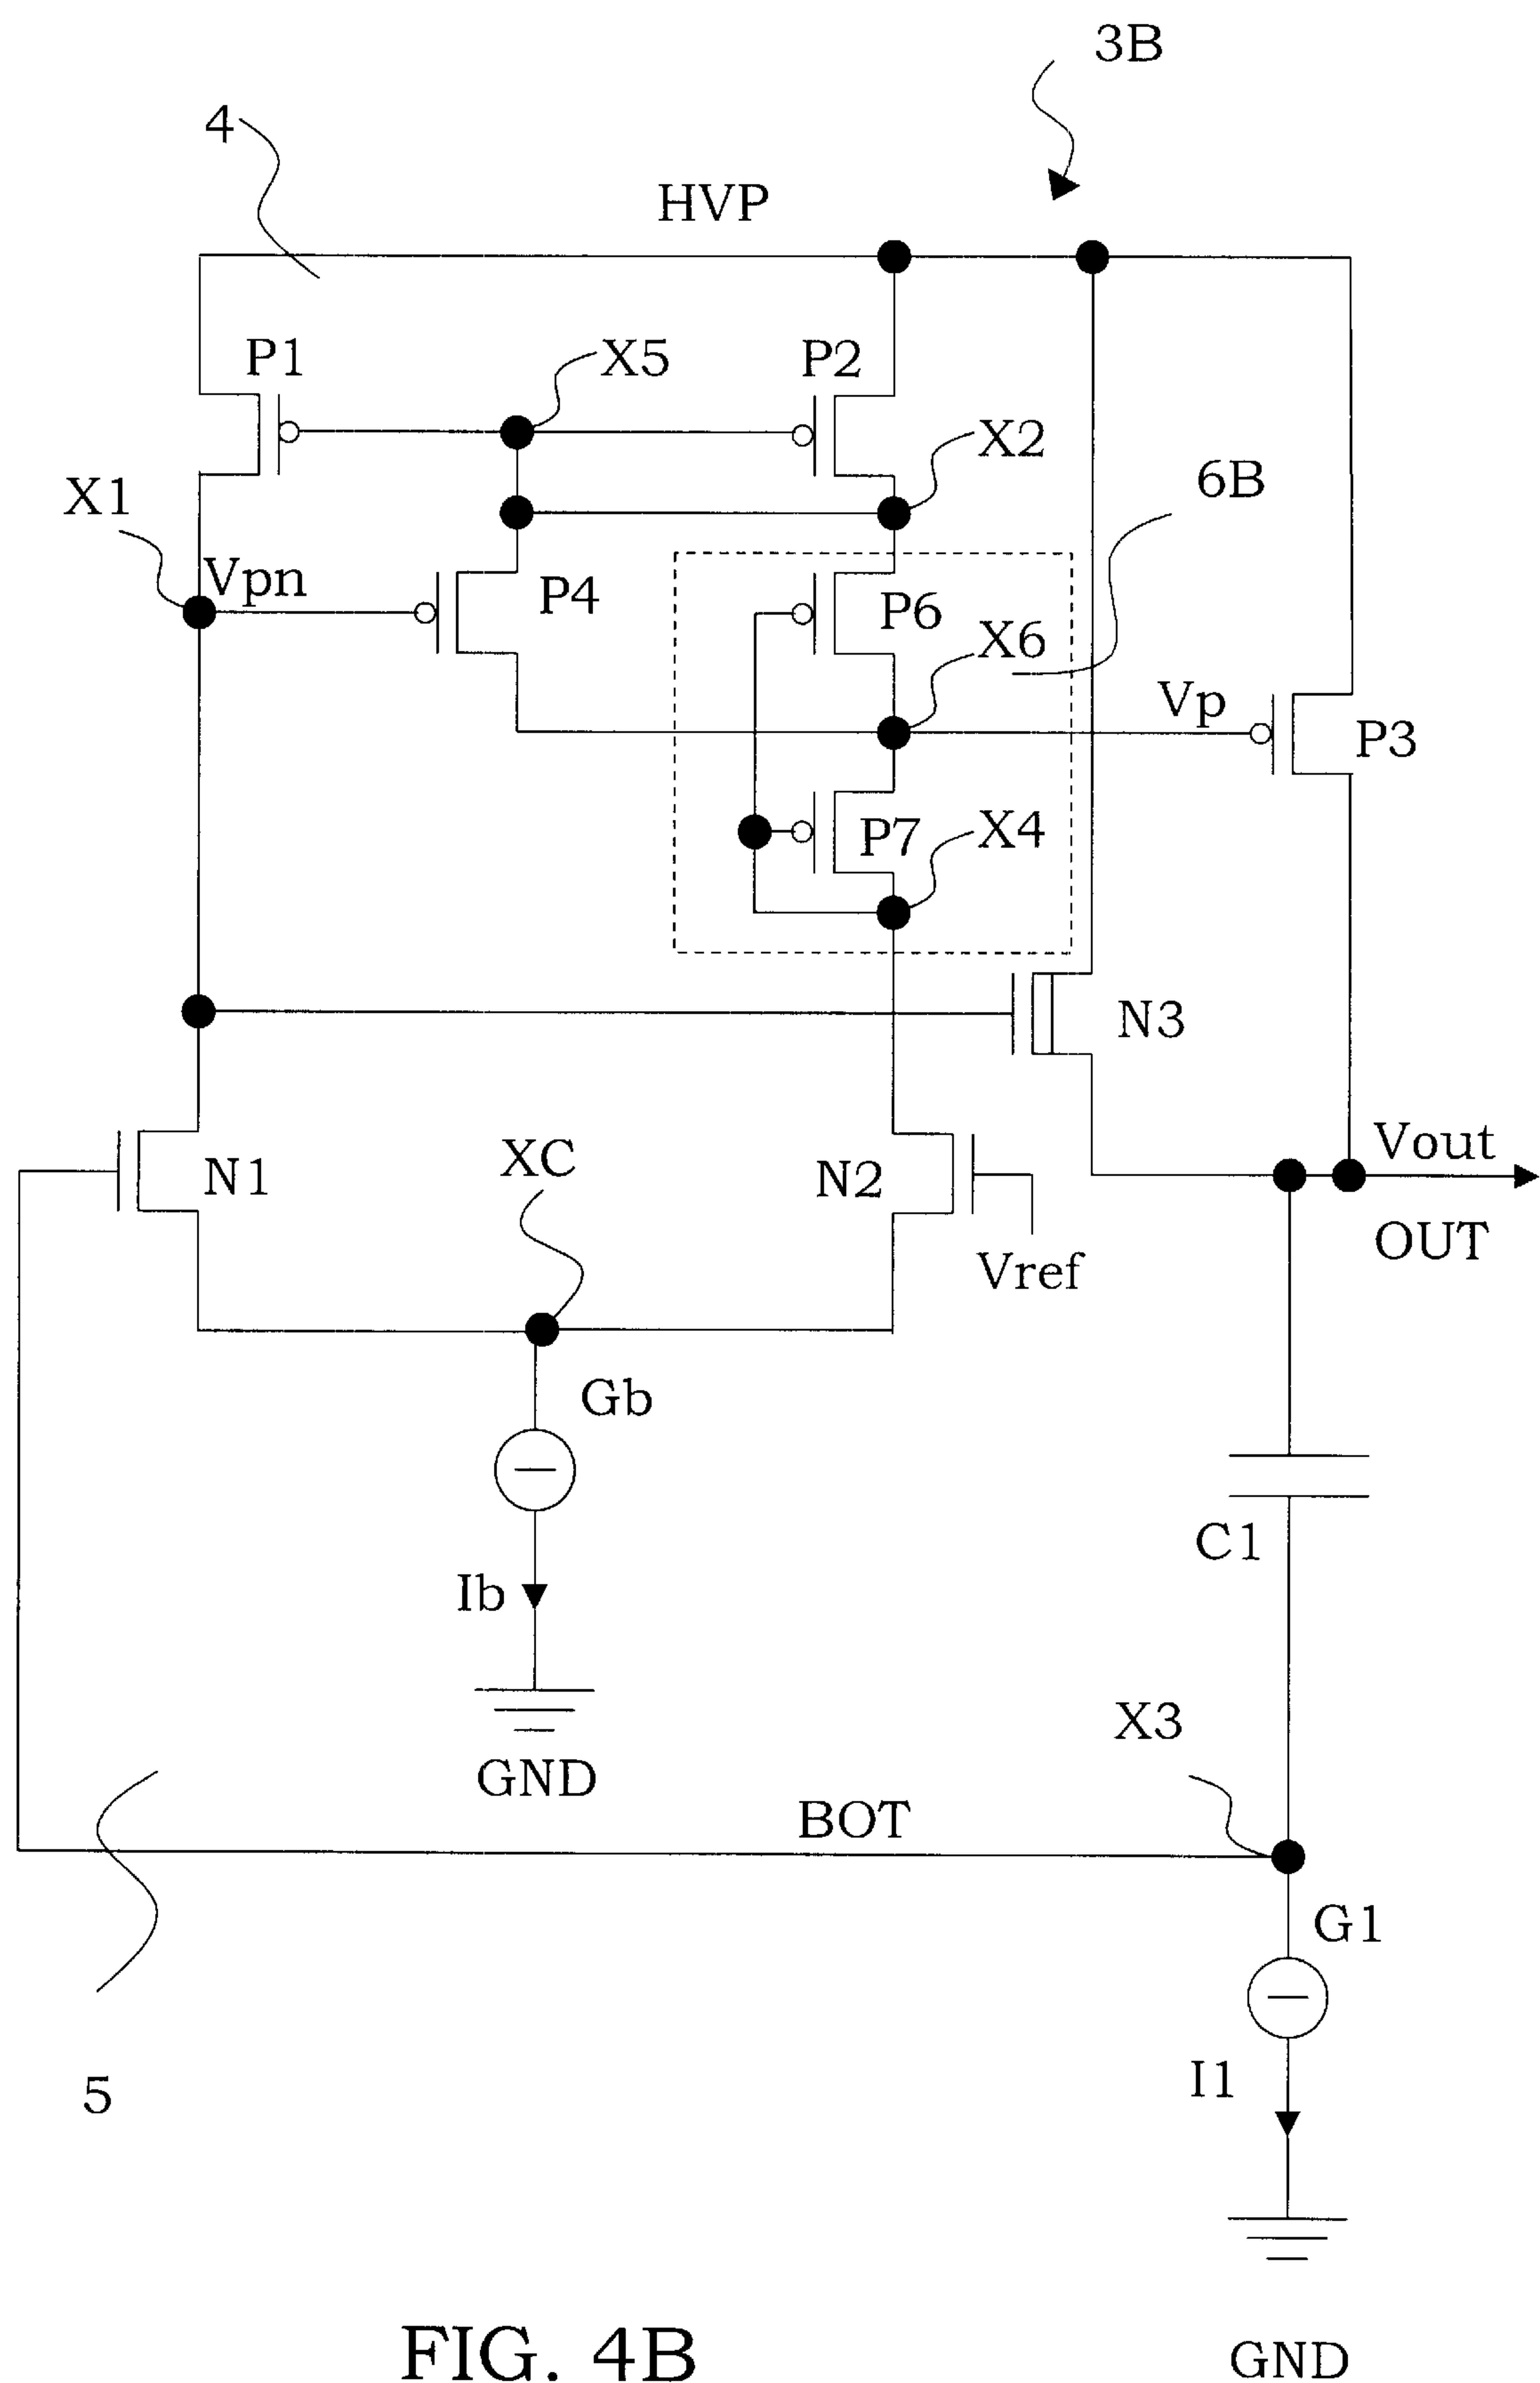 3B
4
HVP
P1
X5
P2
X2
6B
X1
Vpn
P4
P6
X6
Vp
P3
P7
X4
N3
N1
XC
N2
Vout
Vref
OUT
Gb
C1
Ib
X3
GND
BOT
G1
5
I1
FIG. 4B
GND